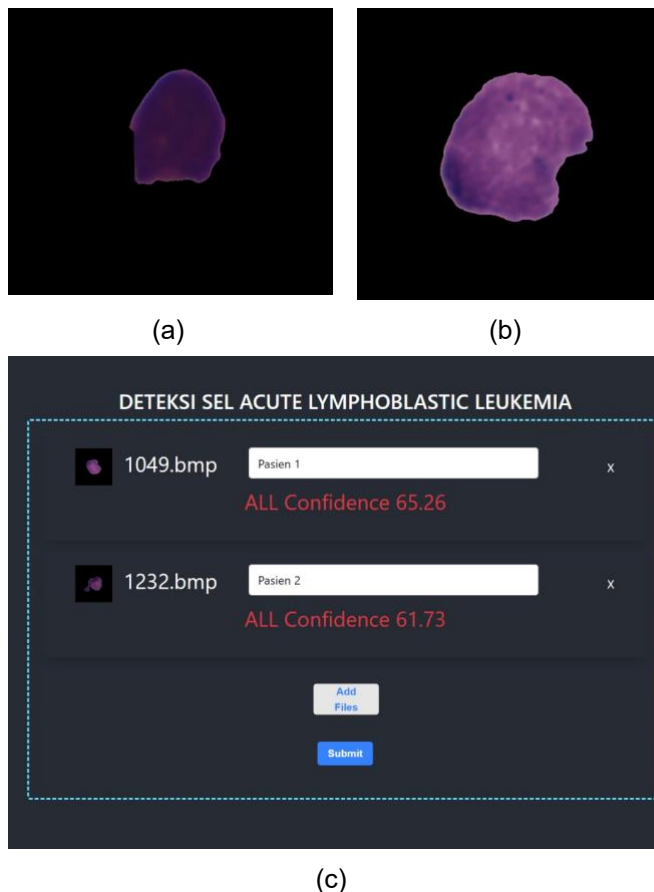 (a)
(b)
DETEKSI SEL ACUTE LYMPHOBLASTIC LEUKEMIA
1049.bmp
Pasien 1
x
ALL Confidence 65.26
1232.bmp
Pasien 2
x
ALL Confidence 61.73
Add
Files
Submit
(c)